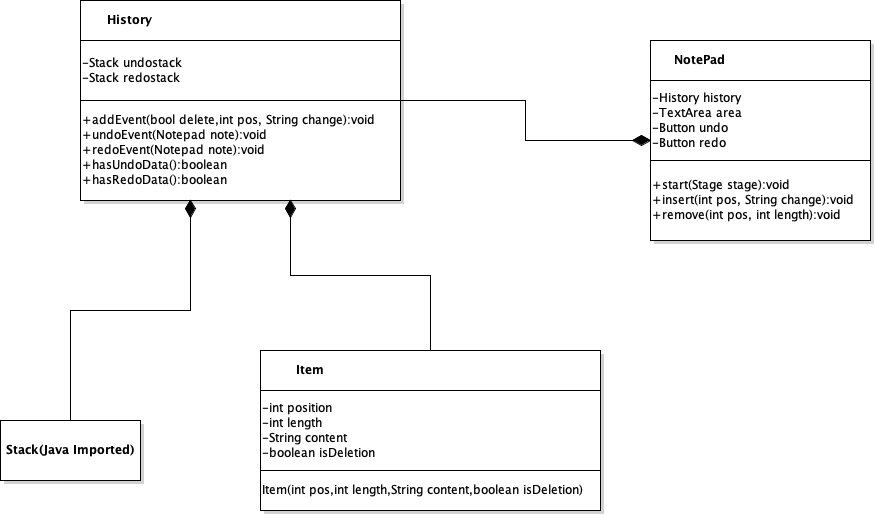 History
-Stack undostack
-Stack redostack
+addEvent(bool delete,int pos, String change):void
+undoEvent(Notepad note):void
+redoEvent(Notepad note):void
+hasUndoData():boolean
+hasRedoData():boolean
NotePad
-History history
-TextArea area
-Button undo
-Button redo
+start(Stage stage):void
+insert(int pos, String change):void
+remove(int pos, int length):void
Item
-int position
-int length
-String content
-boolean isDeletion
Item(int pos,int length,String content,boolean isDeletion)
Stack(Java Imported)